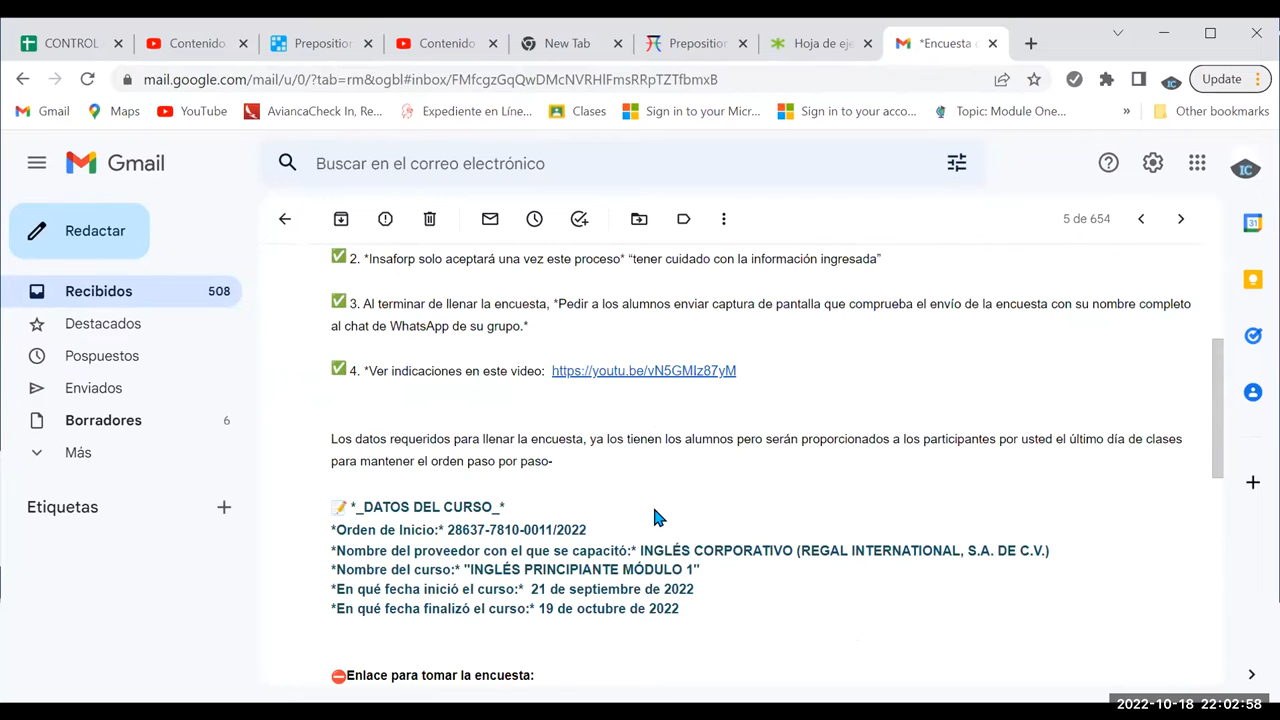 CONTROL
Contenido
Preposition
Contenido
New Tab
Prepositio
Hoja de eje
*Encuesta
mail.google.com/mail/u/0/?tab=rm&ogbl#inbox/FMfcgzGqQwDMcNVRHlFmsRRpTZTfbmxB
Update
Gmail
Maps
YouTube
AviancaCheck In, Re...
Expediente en Líne...
Clases
Sign in to your Micr...
Sign in to your acco...
Topic: Module One...
»
Other bookmarks
Gmail
Buscar en el correo electrónico
IC
Redactar
5 de 654
Recibidos 508
Destacados
Pospuestos
Enviados
Borradores 6
Más
Etiquetas
2. *Insaforp solo aceptará una vez este proceso* “tener cuidado con la información ingresada”
3. Al terminar de llenar la encuesta, *Pedir a los alumnos enviar captura de pantalla que comprueba el envío de la encuesta con su nombre completo
al chat de WhatsApp de su grupo.*
4. *Ver indicaciones en este video: https://youtu.be/vN5GMIz87yM
Los datos requeridos para llenar la encuesta, ya los tienen los alumnos pero serán proporcionados a los participantes por usted el último día de clases
para mantener el orden paso por paso-
*_DATOS DEL CURSO_*
*Orden de Inicio:* 28637-7810-0011/2022
*Nombre del proveedor con el que se capacitó:* INGLÉS CORPORATIVO (REGAL INTERNATIONAL, S.A. DE C.V.)
*Nombre del curso:* "INGLÉS PRINCIPIANTE MÓDULO 1"
*En qué fecha inició el curso:* 21 de septiembre de 2022
*En qué fecha finalizó el curso:* 19 de octubre de 2022
Enlace para tomar la encuesta:
31
2022-10-18 22:02:58